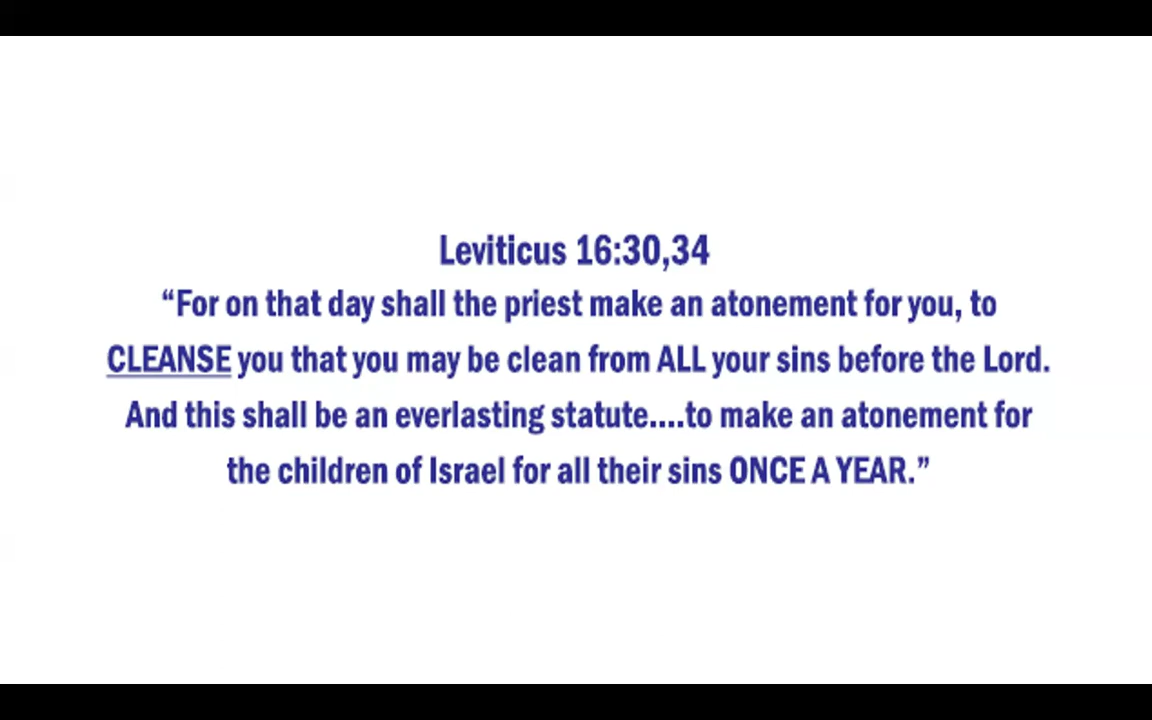 Leviticus 16:30,34
“For on that day shall the priest make an atonement for you, to
CLEANSE you that you may be clean from ALL your sins before the Lord.
And this shall be an everlasting statute....to make an atonement for
the children of Israel for all their sins ONCE A YEAR.”